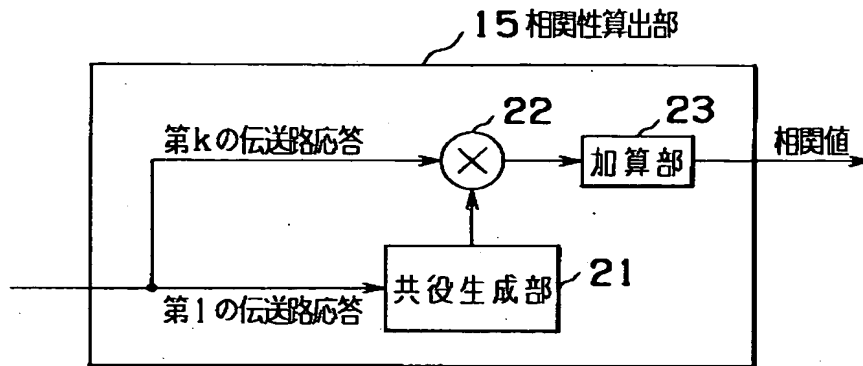 15 相関性算出部
22
23
第kの伝送路応答
加算部
相関値
共役生成部
21
第lの伝送路応答